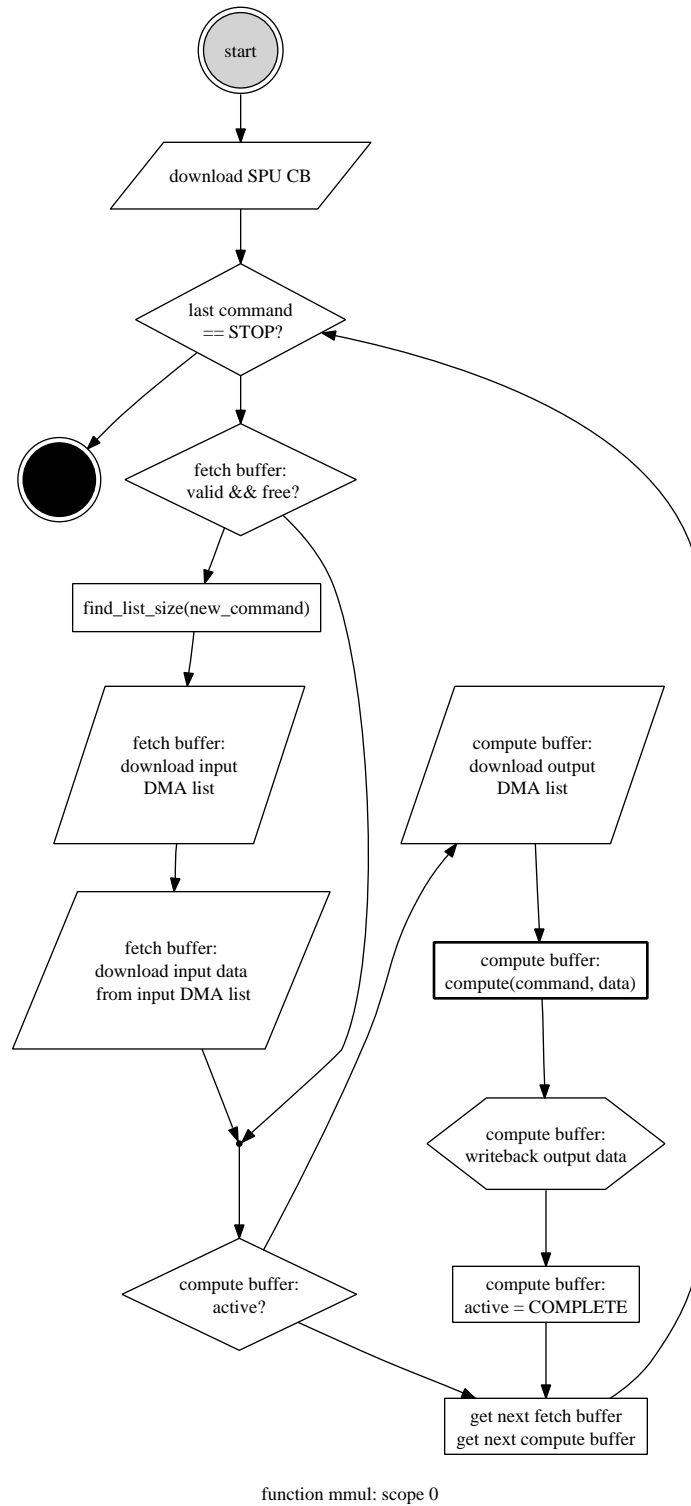 start
download SPU CB
last command
== STOP?
fetch buffer:
valid && free?
find_list_size(new_command)
fetch buffer:
download input
DMA list
compute buffer:
download output
DMA list
fetch buffer:
download input data
from input DMA list
compute buffer:
compute(command, data)
compute buffer:
writeback output data
compute buffer:
active?
compute buffer:
active = COMPLETE
get next fetch buffer
get next compute buffer
function mmul: scope 0